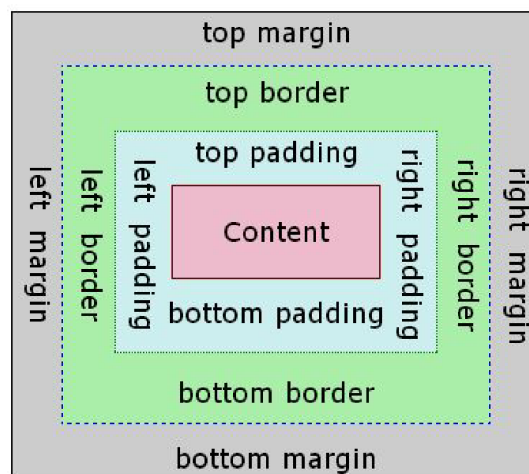 top margin
top border
top padding
left margin
left border
left padding
Content
right padding
right border
right margin
bottom padding
bottom border
bottom margin